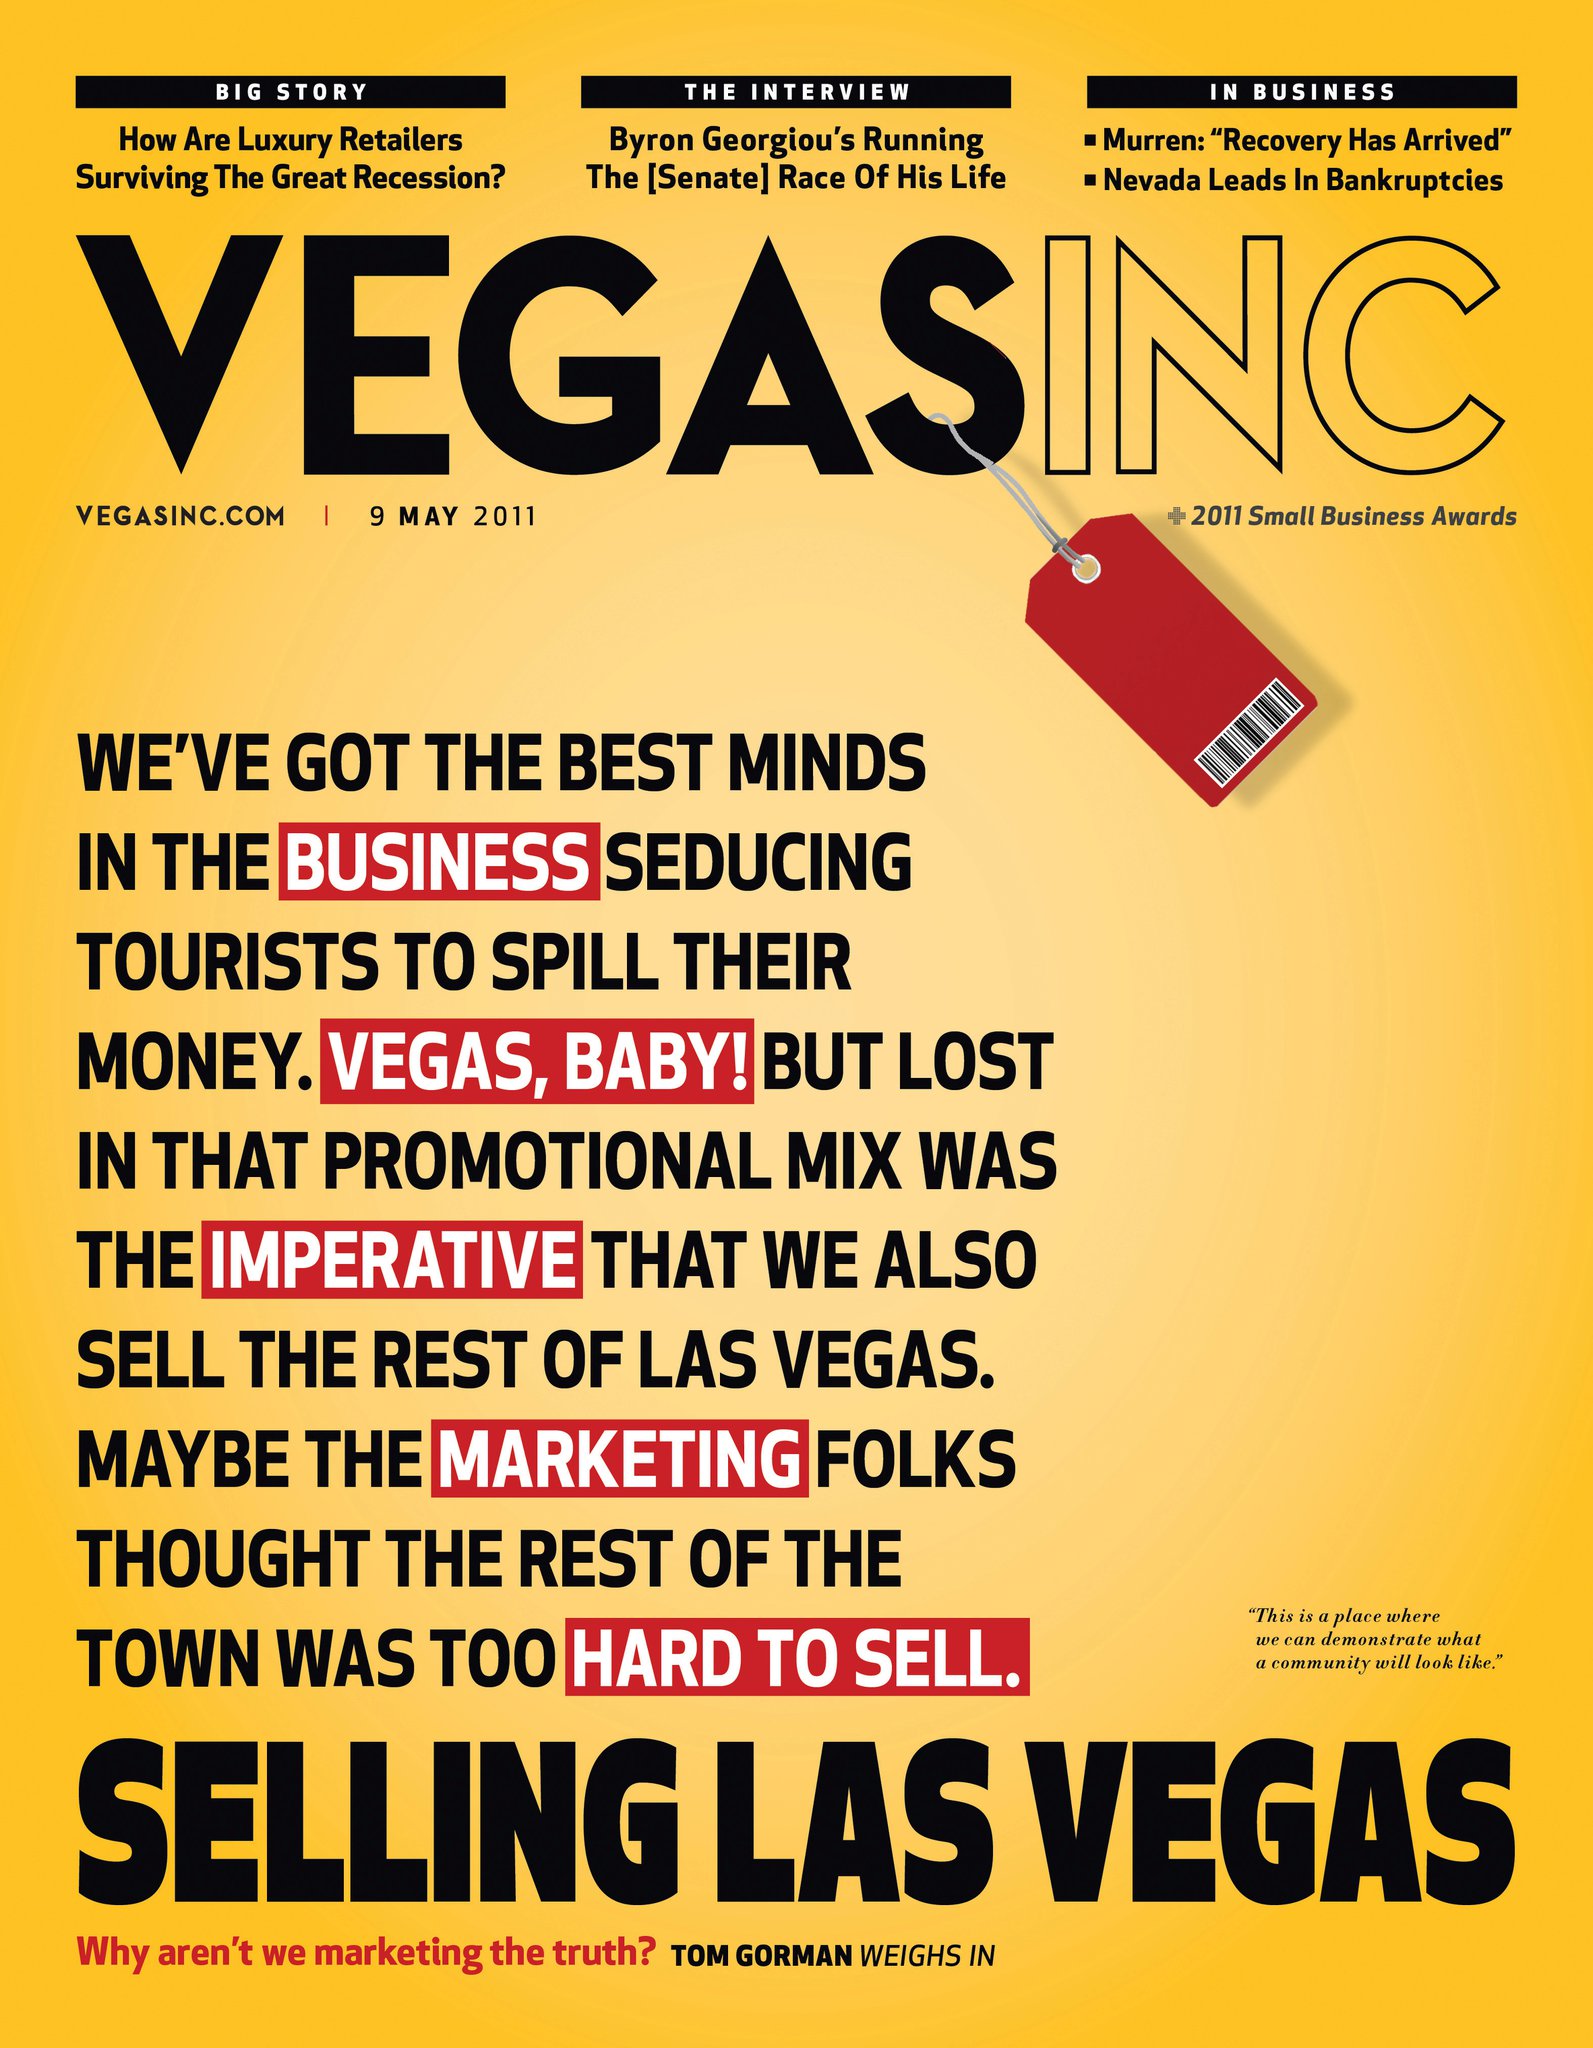 BIG STORY
How Are Luxury Retailers
Surviving The Great Recession?
THE INTERVIEW
Byron Georgiou's Running
The [Senate] Race Of His Life
IN BUSINESS
▪ Murren: “Recovery Has Arrived”
▪ Nevada Leads In Bankruptcies
VEGASINC
VEGASINC.COM | 9 MAY 2011
+ 2011 Small Business Awards
WE'VE GOT THE BEST MINDS
IN THE BUSINESS SEDUCING
TOURISTS TO SPILL THEIR
MONEY. VEGAS, BABY! BUT LOST
IN THAT PROMOTIONAL MIX WAS
THE IMPERATIVE THAT WE ALSO
SELL THE REST OF LAS VEGAS.
MAYBE THE MARKETING FOLKS
THOUGHT THE REST OF THE
TOWN WAS TOO HARD TO SELL.
“This is a place where
we can demonstrate what
a community will look like.”
SELLING LAS VEGAS
Why aren't we marketing the truth? TOM GORMAN WEIGHS IN